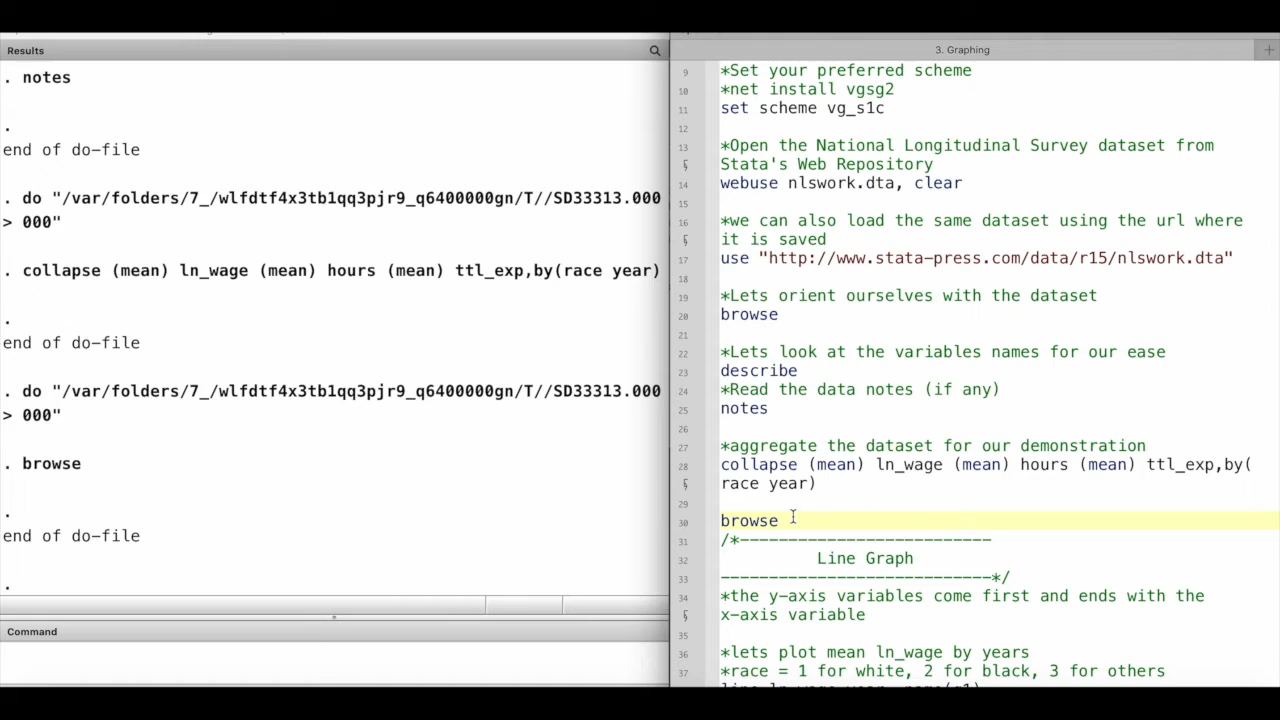 Results
. notes
.
end of do-file
. do "/var/folders/7_/wlfdtf4x3tb1qq3pjr9_q6400000gn/T//SD33313.000
> 000"
. collapse (mean) ln_wage (mean) hours (mean) ttl_exp,by(race year)
.
end of do-file
. do "/var/folders/7_/wlfdtf4x3tb1qq3pjr9_q6400000gn/T//SD33313.000
> 000"
. browse
.
end of do-file
.
Command
3. Graphing
9 *Set your preferred scheme
10 *net install vgsg2
11 set scheme vg_s1c
12
13 *Open the National Longitudinal Survey dataset from
Stata's Web Repository
14 webuse nlswork.dta, clear
15
16 *we can also load the same dataset using the url where
it is saved
17 use "http://www.stata-press.com/data/r15/nlswork.dta"
18
19 *Lets orient ourselves with the dataset
20 browse
21
22 *Lets look at the variables names for our ease
23 describe
24 *Read the data notes (if any)
25 notes
26
27 *aggregate the dataset for our demonstration
28 collapse (mean) ln_wage (mean) hours (mean) ttl_exp,by(
race year)
29
30 browse
31 /*--------------------------
32 Line Graph
33 ----------------------------*/
34 *the y-axis variables come first and ends with the
x-axis variable
35
36 *lets plot mean ln_wage by years
37 *race = 1 for white, 2 for black, 3 for others
line ln_wage year, name(g1)